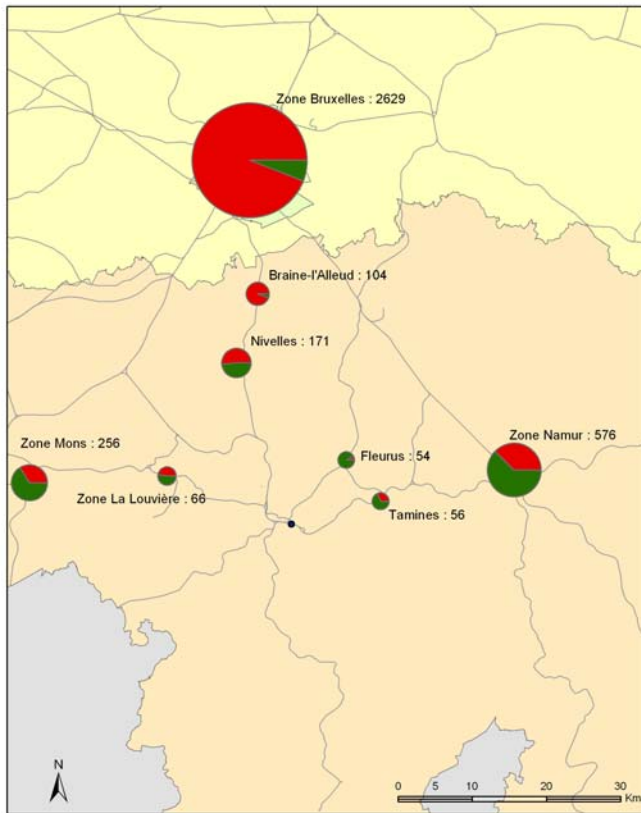 Zone Bruxelles : 2629
Braine-l'Alleud : 104
Nivelles : 171
Zone Namur : 576
Zone Mons : 256
Fleurus : 54
Zone La Louvière : 66
Tamines : 56
N
0 5 10 20 30
Km